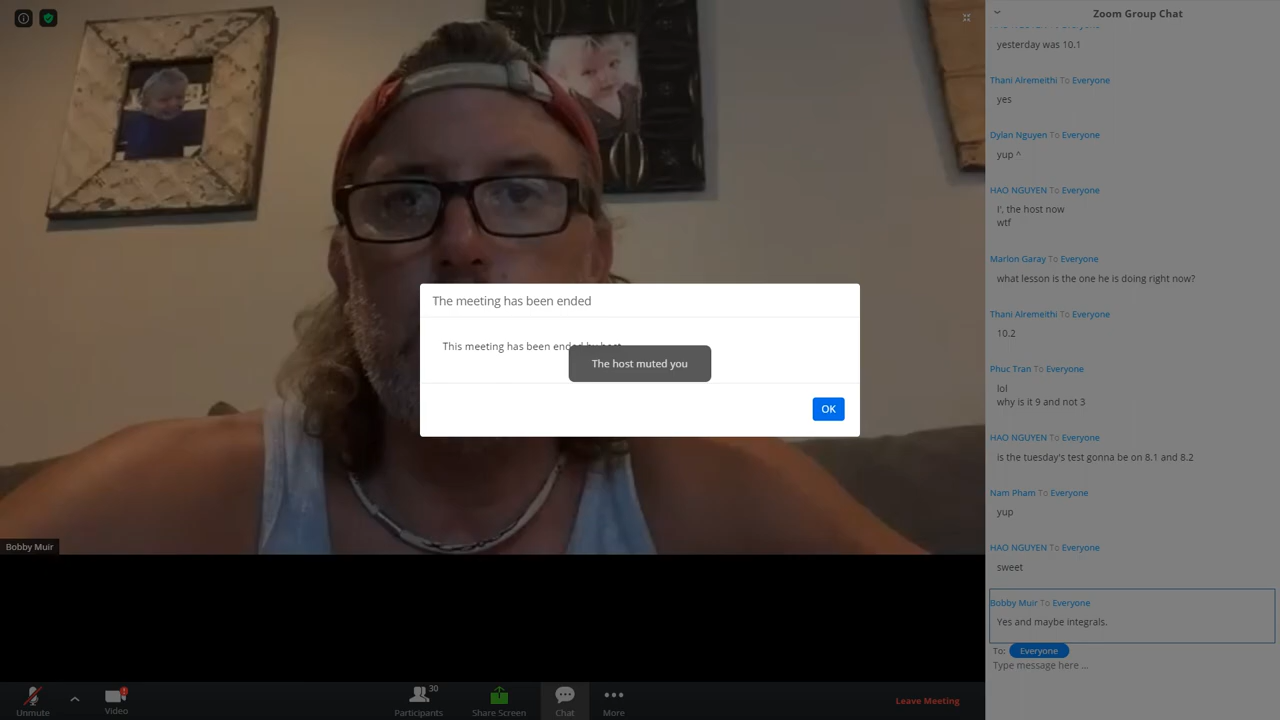 Zoom Group Chat
yesterday was 10.1
Thani Alremeithi To Everyone
yes
Dylan Nguyen To Everyone
yup ^
HAO NGUYEN To Everyone
I', the host now
wtf
Marlon Garay To Everyone
what lesson is the one he is doing right now?
Thani Alremeithi To Everyone
10.2
Phuc Tran To Everyone
lol
why is it 9 and not 3
HAO NGUYEN To Everyone
is the tuesday's test gonna be on 8.1 and 8.2
Nam Pham To Everyone
yup
HAO NGUYEN To Everyone
sweet
Bobby Muir To Everyone
Yes and maybe integrals.
To: Everyone
Type message here ...
The meeting has been ended
This meeting has been ended by host
The host muted you
OK
Bobby Muir
Unmute
Video
Participants
30
Share Screen
Chat
More
Leave Meeting